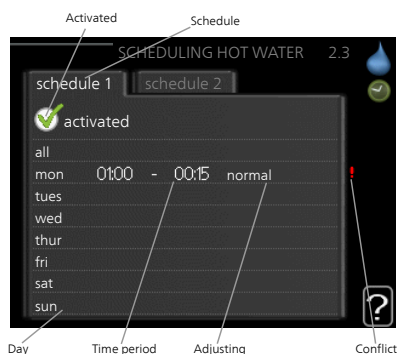 Activated Schedule
SCHEDULING HOT WATER 2.3
schedule 1 schedule 2
activated
all
mon 01:00 - 00:15 normal !
tues
wed
thur
fri
sat
sun
?
Day Time period Adjusting Conflict